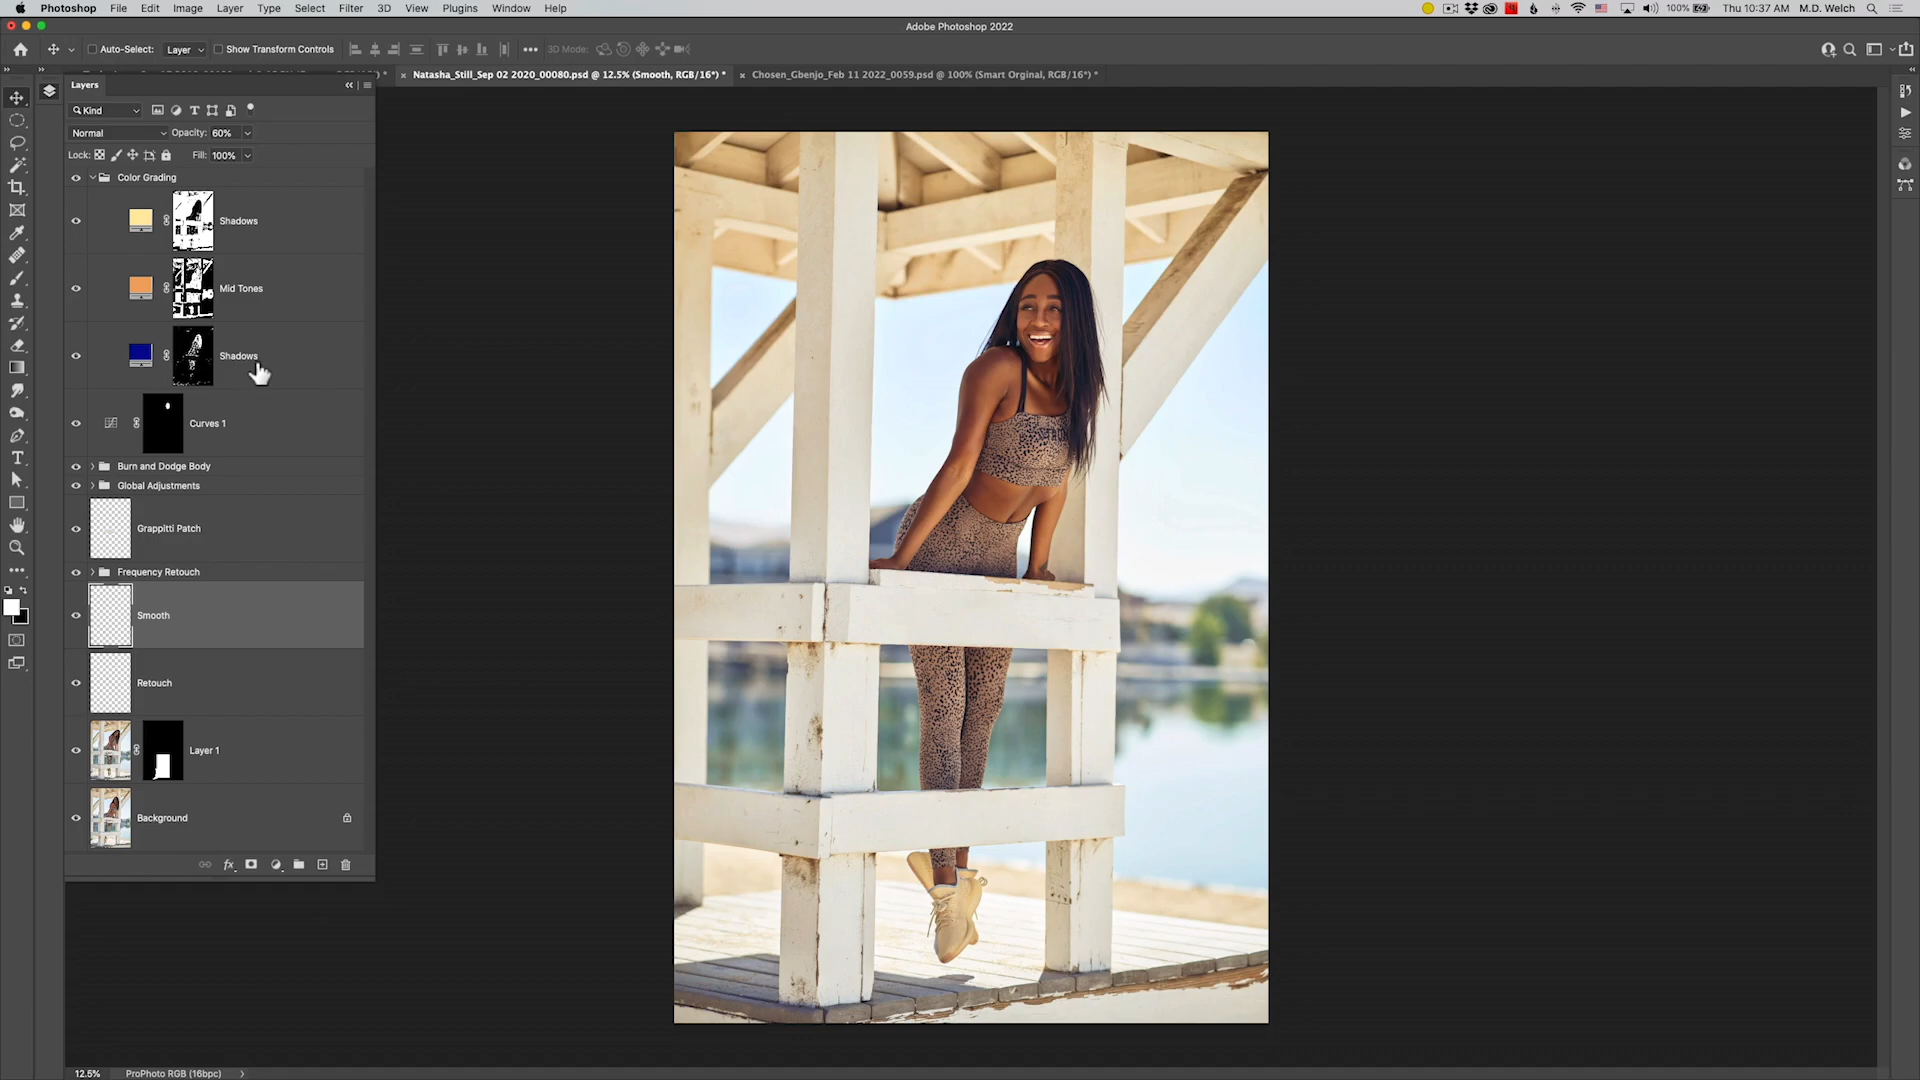 Photoshop File Edit Image Layer Type Select Filter 3D View Plugins Window Help 100% Thu 10:37 AM M.D. Welch
Adobe Photoshop 2022
Auto-Select: Layer Show Transform Controls 3D Mode:
Natasha_Still_Sep 02 2020_00080.psd @ 12.5% (Smooth, RGB/16*) * Chosen_Gbenjo_Feb 11 2022_0059.psd @ 100% (Smart Orginal, RGB/16*) *
Layers
Kind
Normal Opacity: 60%
Lock: Fill: 100%
Color Grading
Shadows
Mid Tones
Shadows
Curves 1
Burn and Dodge Body
Global Adjustments
Grappitti Patch
Frequency Retouch
Smooth
Retouch
Layer 1
Background
12.5% ProPhoto RGB (16bpc)